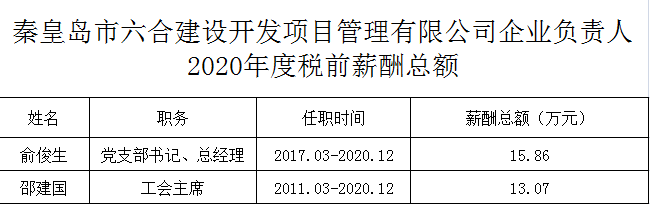 秦皇岛市六合建设开发项目管理有限公司企业负责人
2020年度税前薪酬总额
姓名 职务 任职时间 薪酬总额（万元）
俞俊生 党支部书记、总经理 2017.03-2020.12 15.86
邵建国 工会主席 2011.03-2020.12 13.07